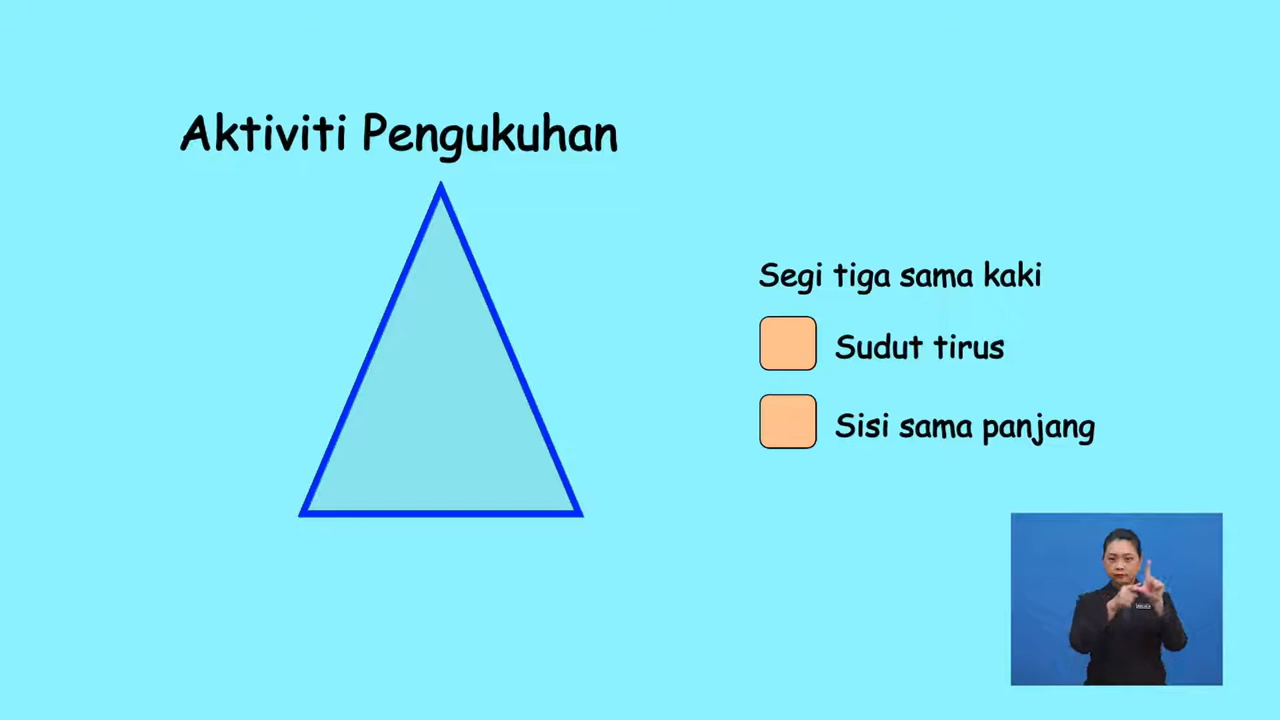 Aktiviti Pengukuhan
Segi tiga sama kaki
Sudut tirus
Sisi sama panjang